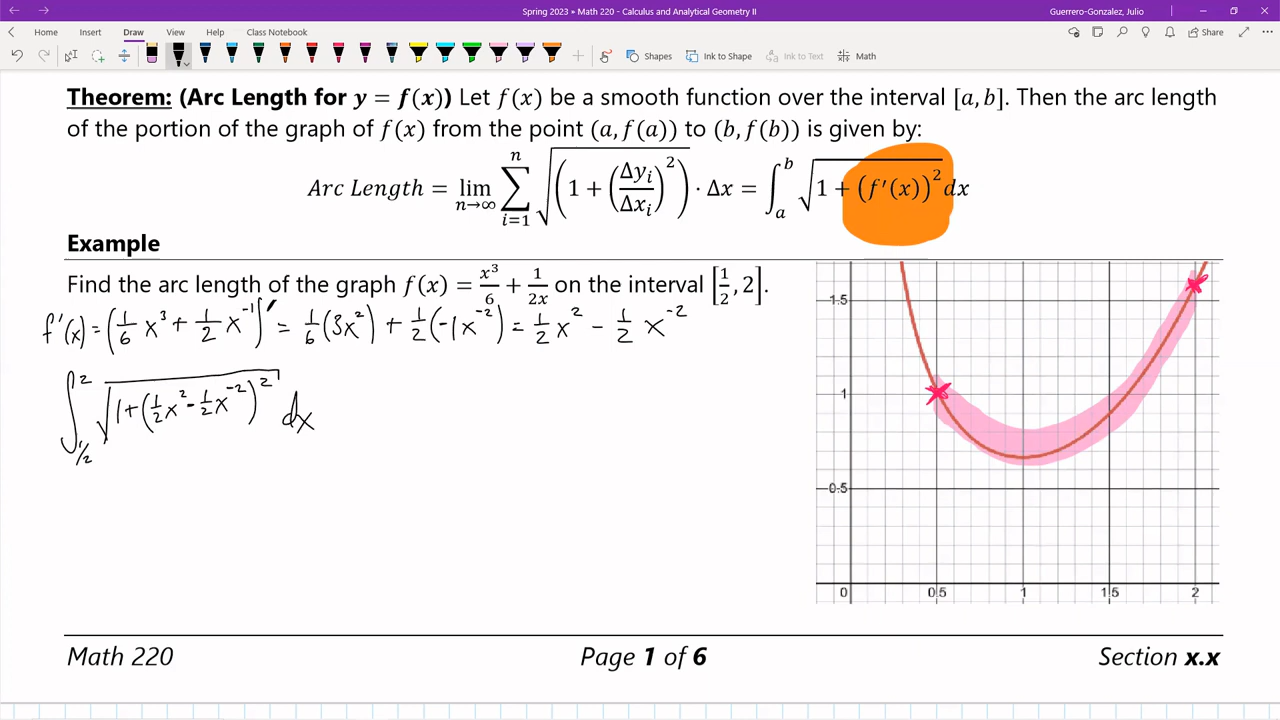 Spring 2023 » Math 220 - Calculus and Analytical Geometry II
Guerrero-Gonzalez, Julio
Home Insert Draw View Help Class Notebook
Share
Shapes Ink to Shape Ink to Text Math
Theorem: (Arc Length for y = f(x)) Let f(x) be a smooth function over the interval [a, b]. Then the arc length
of the portion of the graph of f(x) from the point (a, f(a)) to (b, f(b)) is given by:
Arc Length = lim_{n→∞} ∑_{i=1}^{n} √(1 + (Δy_i/Δx_i)²) · Δx = ∫_a^b √(1 + (f'(x))²) dx
Example
Find the arc length of the graph f(x) = x³/6 + 1/(2x) on the interval [1/2, 2].
f'(x) = (1/6 x³ + 1/2 x⁻¹)' = 1/6(3x²) + 1/2(-1x⁻²) = 1/2 x² - 1/2 x⁻²
∫_{1/2}^2 √(1+(1/2 x² - 1/2 x⁻²)²) dx
1.5
1
0.5
0 0.5 1 1.5 2
Math 220 Page 1 of 6 Section x.x